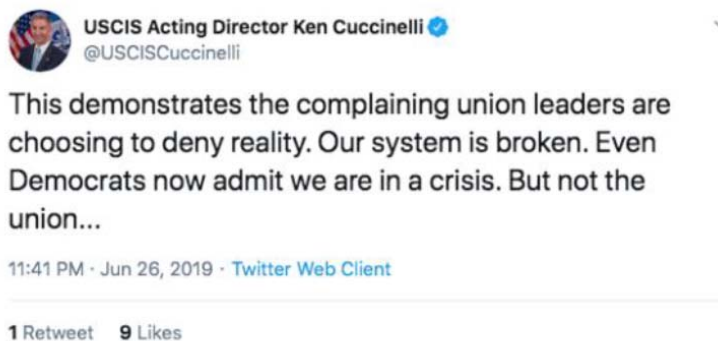 USCIS Acting Director Ken Cuccinelli
@USCISCuccinelli
This demonstrates the complaining union leaders are
choosing to deny reality. Our system is broken. Even
Democrats now admit we are in a crisis. But not the
union...
11:41 PM · Jun 26, 2019 · Twitter Web Client
1 Retweet 9 Likes